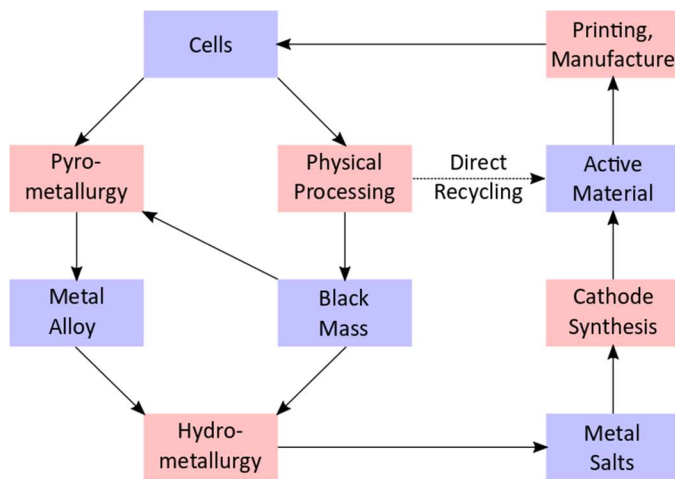 Cells
Printing,
Manufacture
Pyro-
metallurgy
Physical
Processing
Direct
Recycling
Active
Material
Metal
Alloy
Black
Mass
Cathode
Synthesis
Hydro-
metallurgy
Metal
Salts